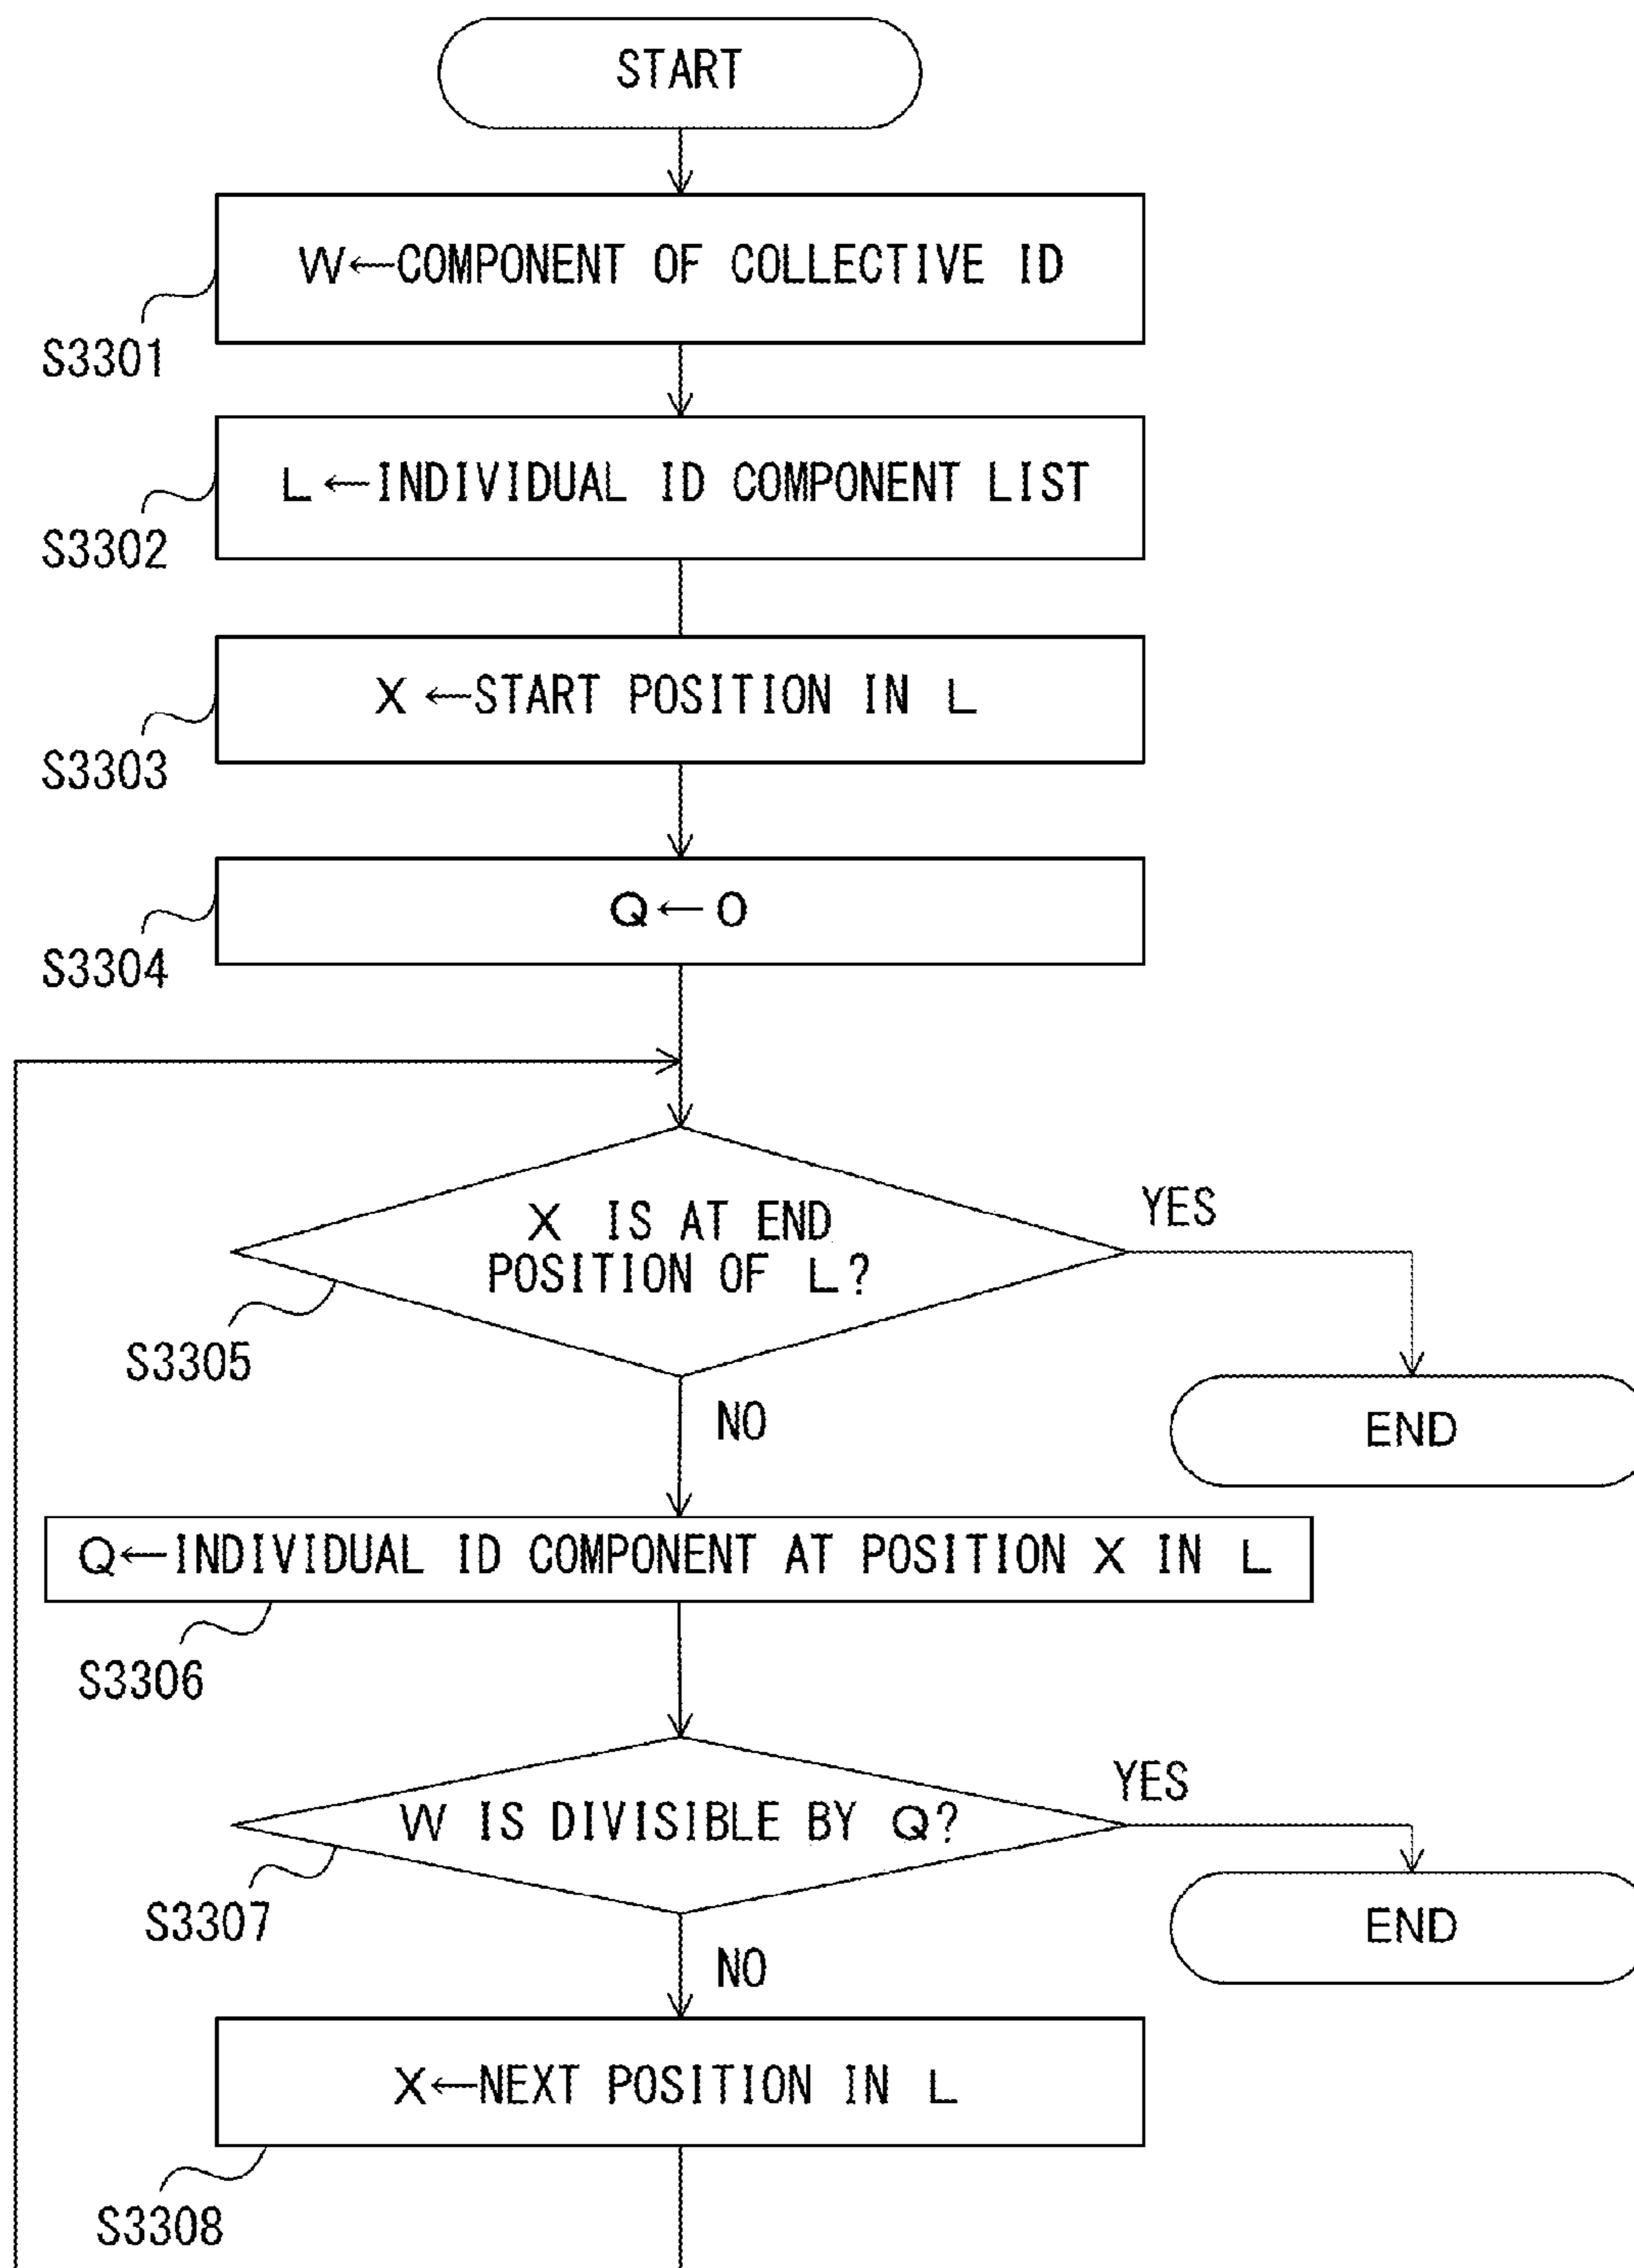 START
W←COMPONENT OF COLLECTIVE ID
S3301
L←INDIVIDUAL ID COMPONENT LIST
S3302
X←START POSITION IN L
S3303
Q←0
S3304
X IS AT END
POSITION OF L?
YES
S3305
NO
END
Q←INDIVIDUAL ID COMPONENT AT POSITION X IN L
S3306
W IS DIVISIBLE BY Q?
YES
S3307
NO
END
X←NEXT POSITION IN L
S3308